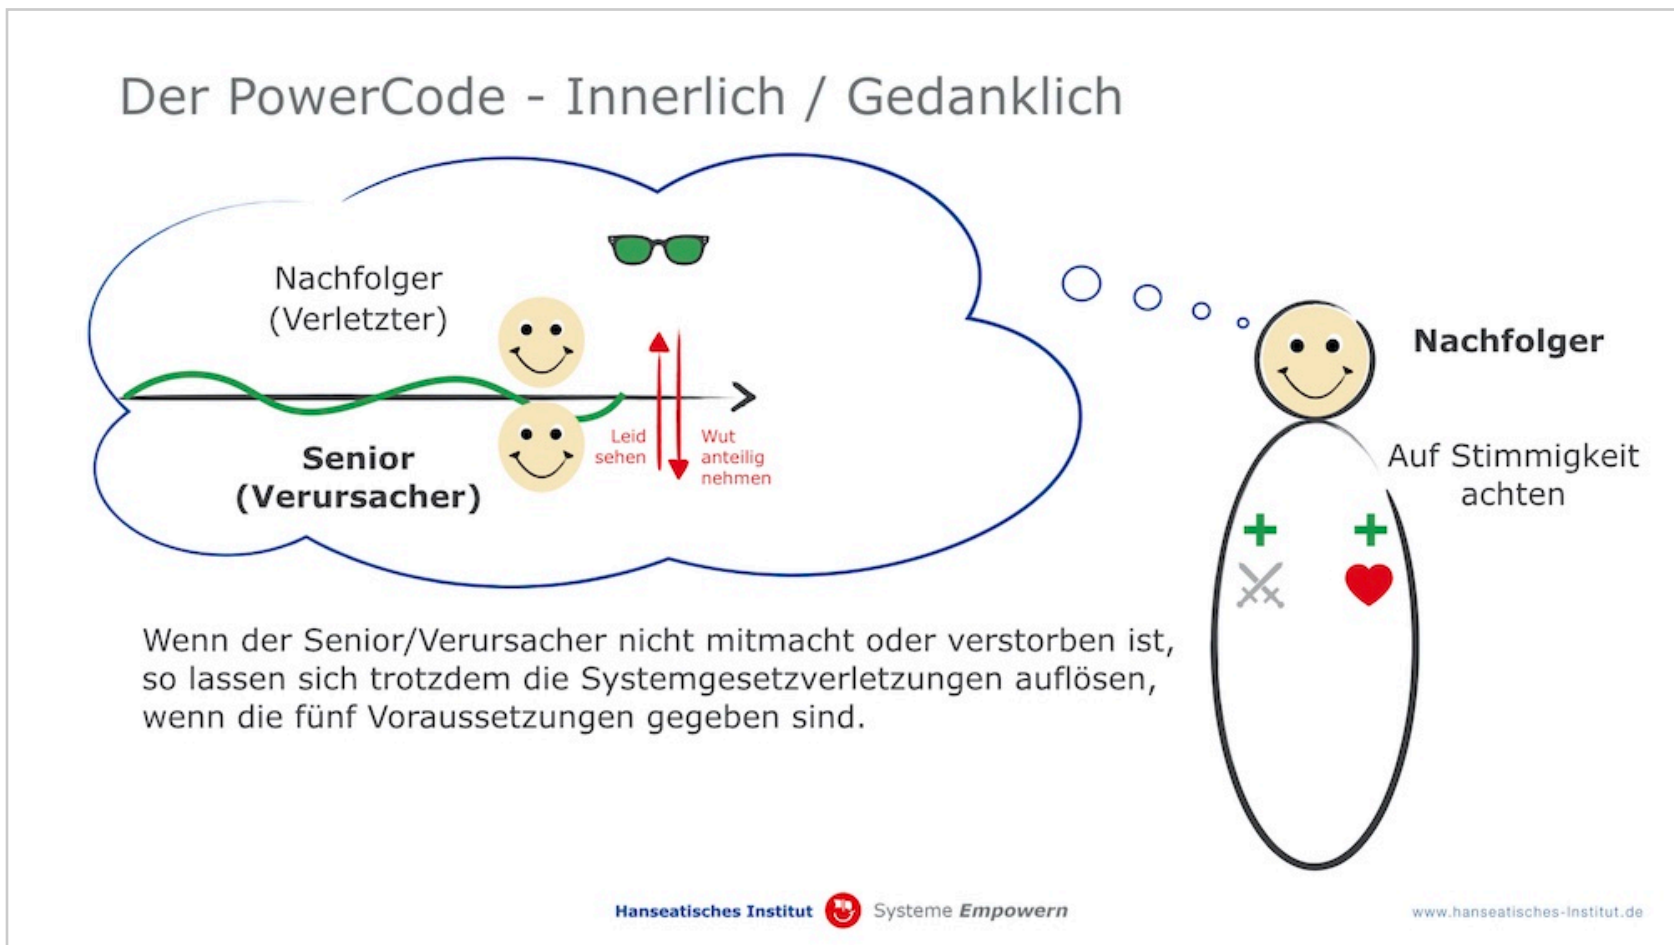 Der PowerCode - Innerlich / Gedanklich
Nachfolger
(Verletzter)
Senior
(Verursacher)
Leid
sehen
Wut
anteilig
nehmen
Nachfolger
Auf Stimmigkeit
achten
Wenn der Senior/Verursacher nicht mitmacht oder verstorben ist,
so lassen sich trotzdem die Systemgesetzverletzungen auflösen,
wenn die fünf Voraussetzungen gegeben sind.
Hanseatisches Institut Systeme Empowern
www.hanseatisches-Institut.de